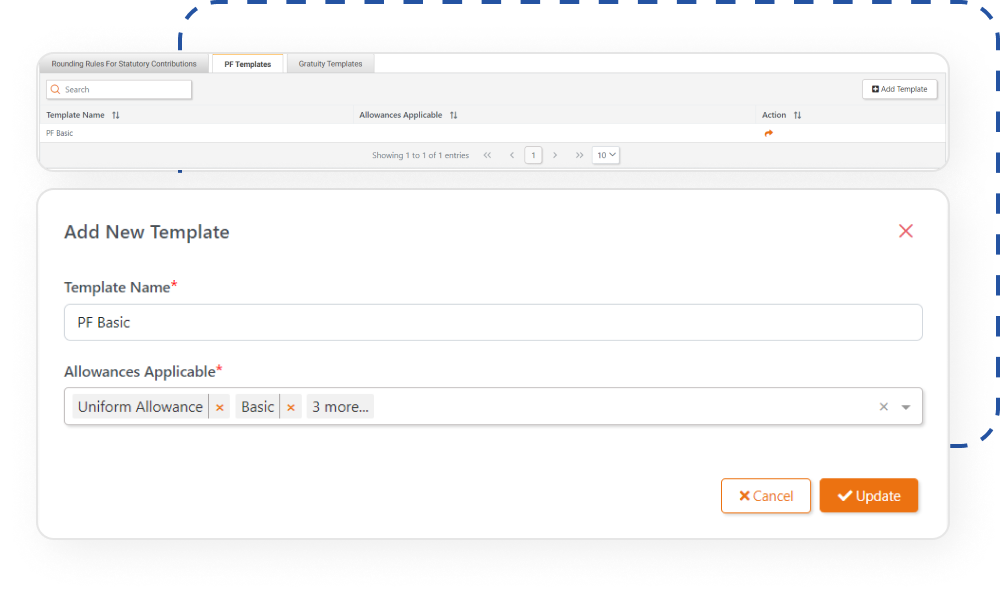 Rounding Rules For Statutory Contributions PF Templates Gratuity Templates
Search Add Template
Template Name Allowances Applicable Action
PF Basic
Showing 1 to 1 of 1 entries << < 1 > >> 10
Add New Template
Template Name*
PF Basic
Allowances Applicable*
Uniform Allowance × Basic × 3 more... ×
Cancel Update